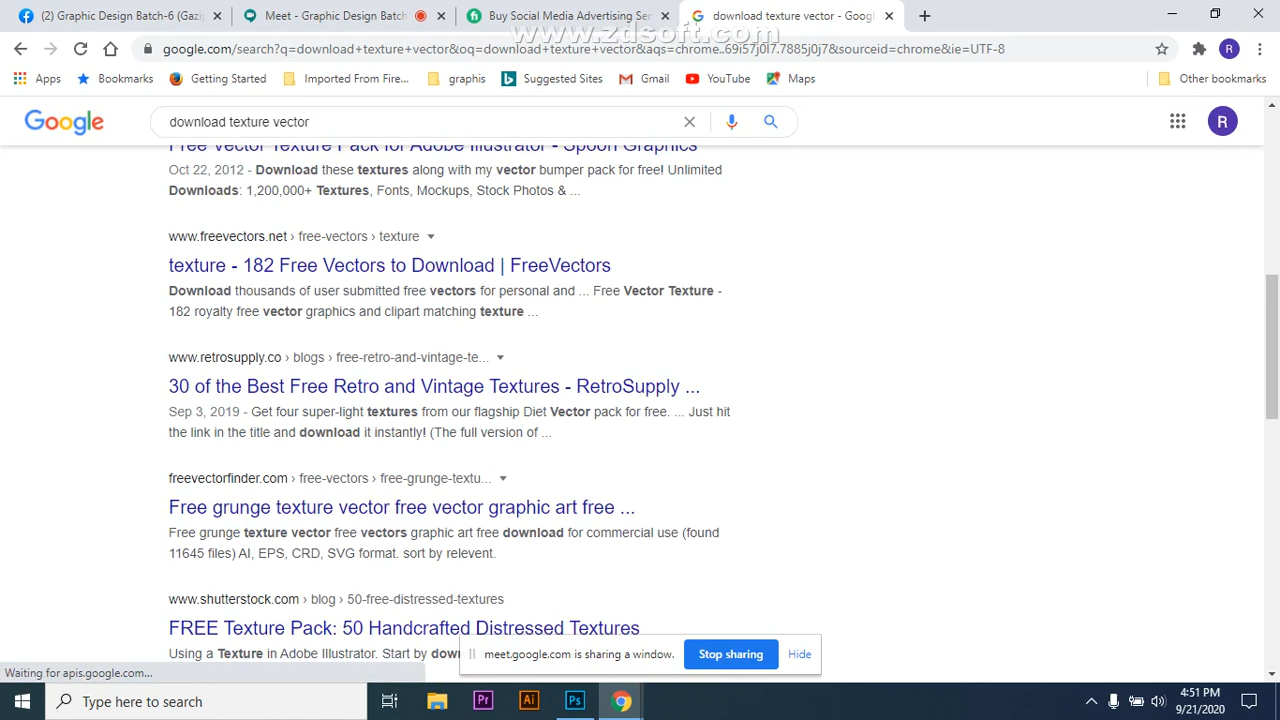 (2) Graphic Design Batch-6 (Gazi
Meet - Graphic Design Batch
Buy Social Media Advertising Ser
download texture vector - Googl
www.zdsoft.com
google.com/search?q=download+texture+vector&oq=download+texture+vector&aqs=chrome..69i57j0l7.7885j0j7&sourceid=chrome&ie=UTF-8
R
Apps
Bookmarks
Getting Started
Imported From Fire...
graphis
Suggested Sites
Gmail
YouTube
Maps
Other bookmarks
Google
download texture vector
R
Free Vector Texture Pack for Adobe Illustrator - Spoon Graphics
Oct 22, 2012 - Download these textures along with my vector bumper pack for free! Unlimited
Downloads: 1,200,000+ Textures, Fonts, Mockups, Stock Photos & ...
www.freevectors.net › free-vectors › texture
texture - 182 Free Vectors to Download | FreeVectors
Download thousands of user submitted free vectors for personal and ... Free Vector Texture -
182 royalty free vector graphics and clipart matching texture ...
www.retrosupply.co › blogs › free-retro-and-vintage-te...
30 of the Best Free Retro and Vintage Textures - RetroSupply ...
Sep 3, 2019 - Get four super-light textures from our flagship Diet Vector pack for free. ... Just hit
the link in the title and download it instantly! (The full version of ...
freevectorfinder.com › free-vectors › free-grunge-textu...
Free grunge texture vector free vector graphic art free ...
Free grunge texture vector free vectors graphic art free download for commercial use (found
11645 files) AI, EPS, CRD, SVG format. sort by relevent.
www.shutterstock.com › blog › 50-free-distressed-textures
FREE Texture Pack: 50 Handcrafted Distressed Textures
Using a Texture in Adobe Illustrator. Start by dow
meet.google.com is sharing a window.
Stop sharing
Hide
Waiting for apis.google.com...
Type here to search
Pr
Ai
Ps
4:51 PM
9/21/2020